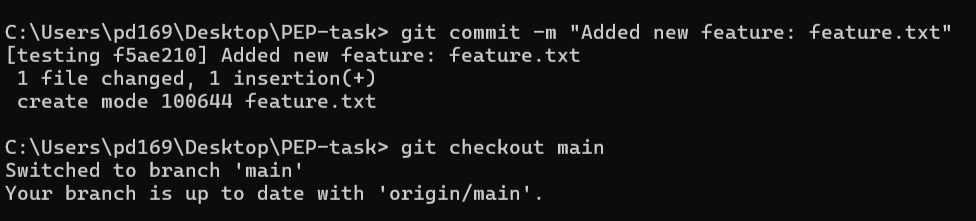 C:\Users\pd169\Desktop\PEP-task> git commit -m "Added new feature: feature.txt"
[testing f5ae210] Added new feature: feature.txt
 1 file changed, 1 insertion(+)
 create mode 100644 feature.txt
C:\Users\pd169\Desktop\PEP-task> git checkout main
Switched to branch 'main'
Your branch is up to date with 'origin/main'.